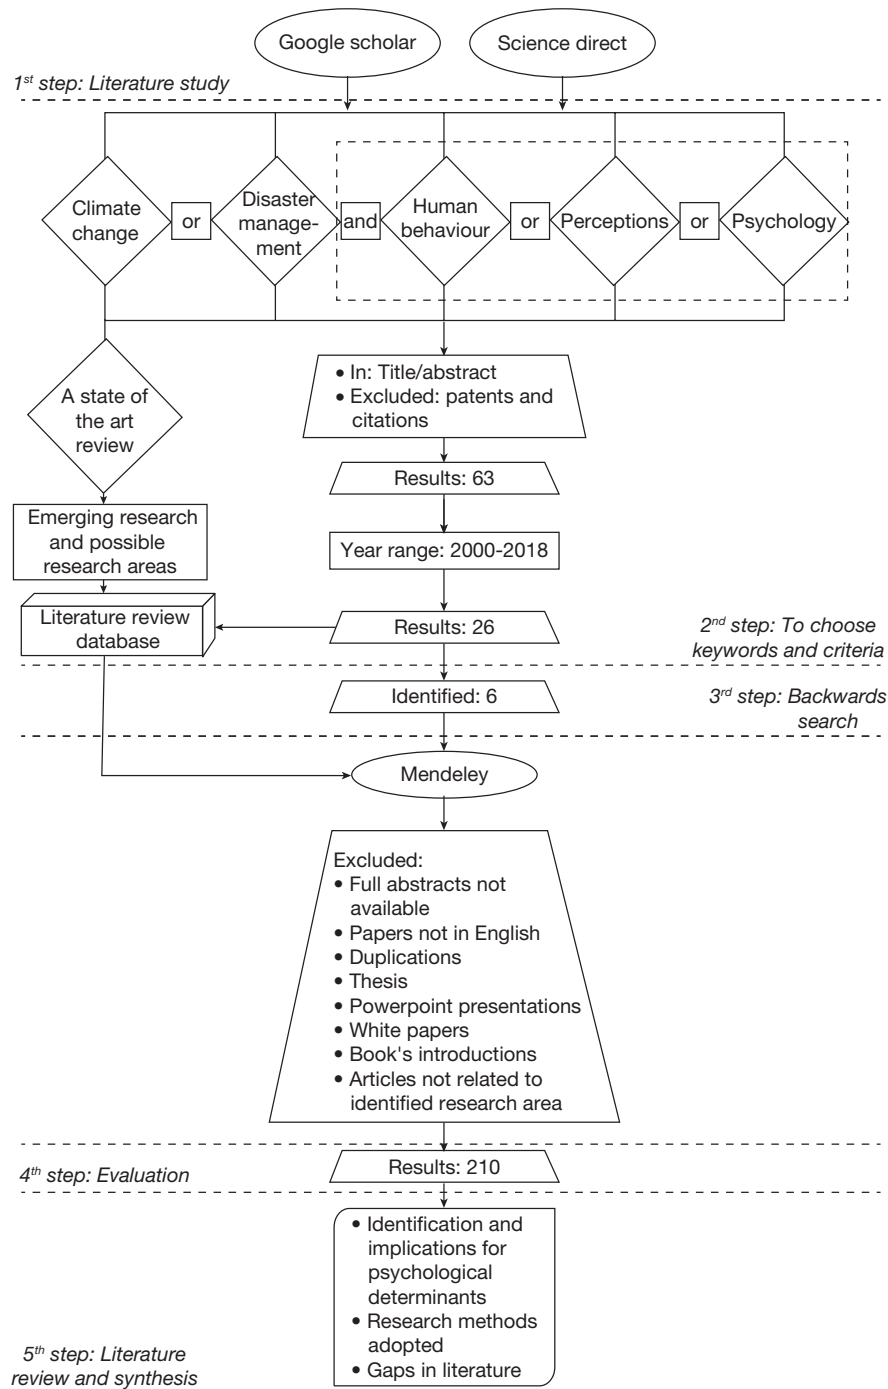 Google scholar
Science direct
1st step: Literature study
Climate
change
or
Disaster
manage-
ment
and
Human
behaviour
or
Perceptions
or
Psychology
A state of
the art
review
• In: Title/abstract
• Excluded: patents and
citations
Results: 63
Emerging research
and possible
research areas
Year range: 2000-2018
Literature review
database
Results: 26
2nd step: To choose
keywords and criteria
Identified: 6
3rd step: Backwards
search
Mendeley
Excluded:
• Full abstracts not
available
• Papers not in English
• Duplications
• Thesis
• Powerpoint presentations
• White papers
• Book's introductions
• Articles not related to
identified research area
4th step: Evaluation
Results: 210
• Identification and
implications for
psychological
determinants
• Research methods
adopted
• Gaps in literature
5th step: Literature
review and synthesis